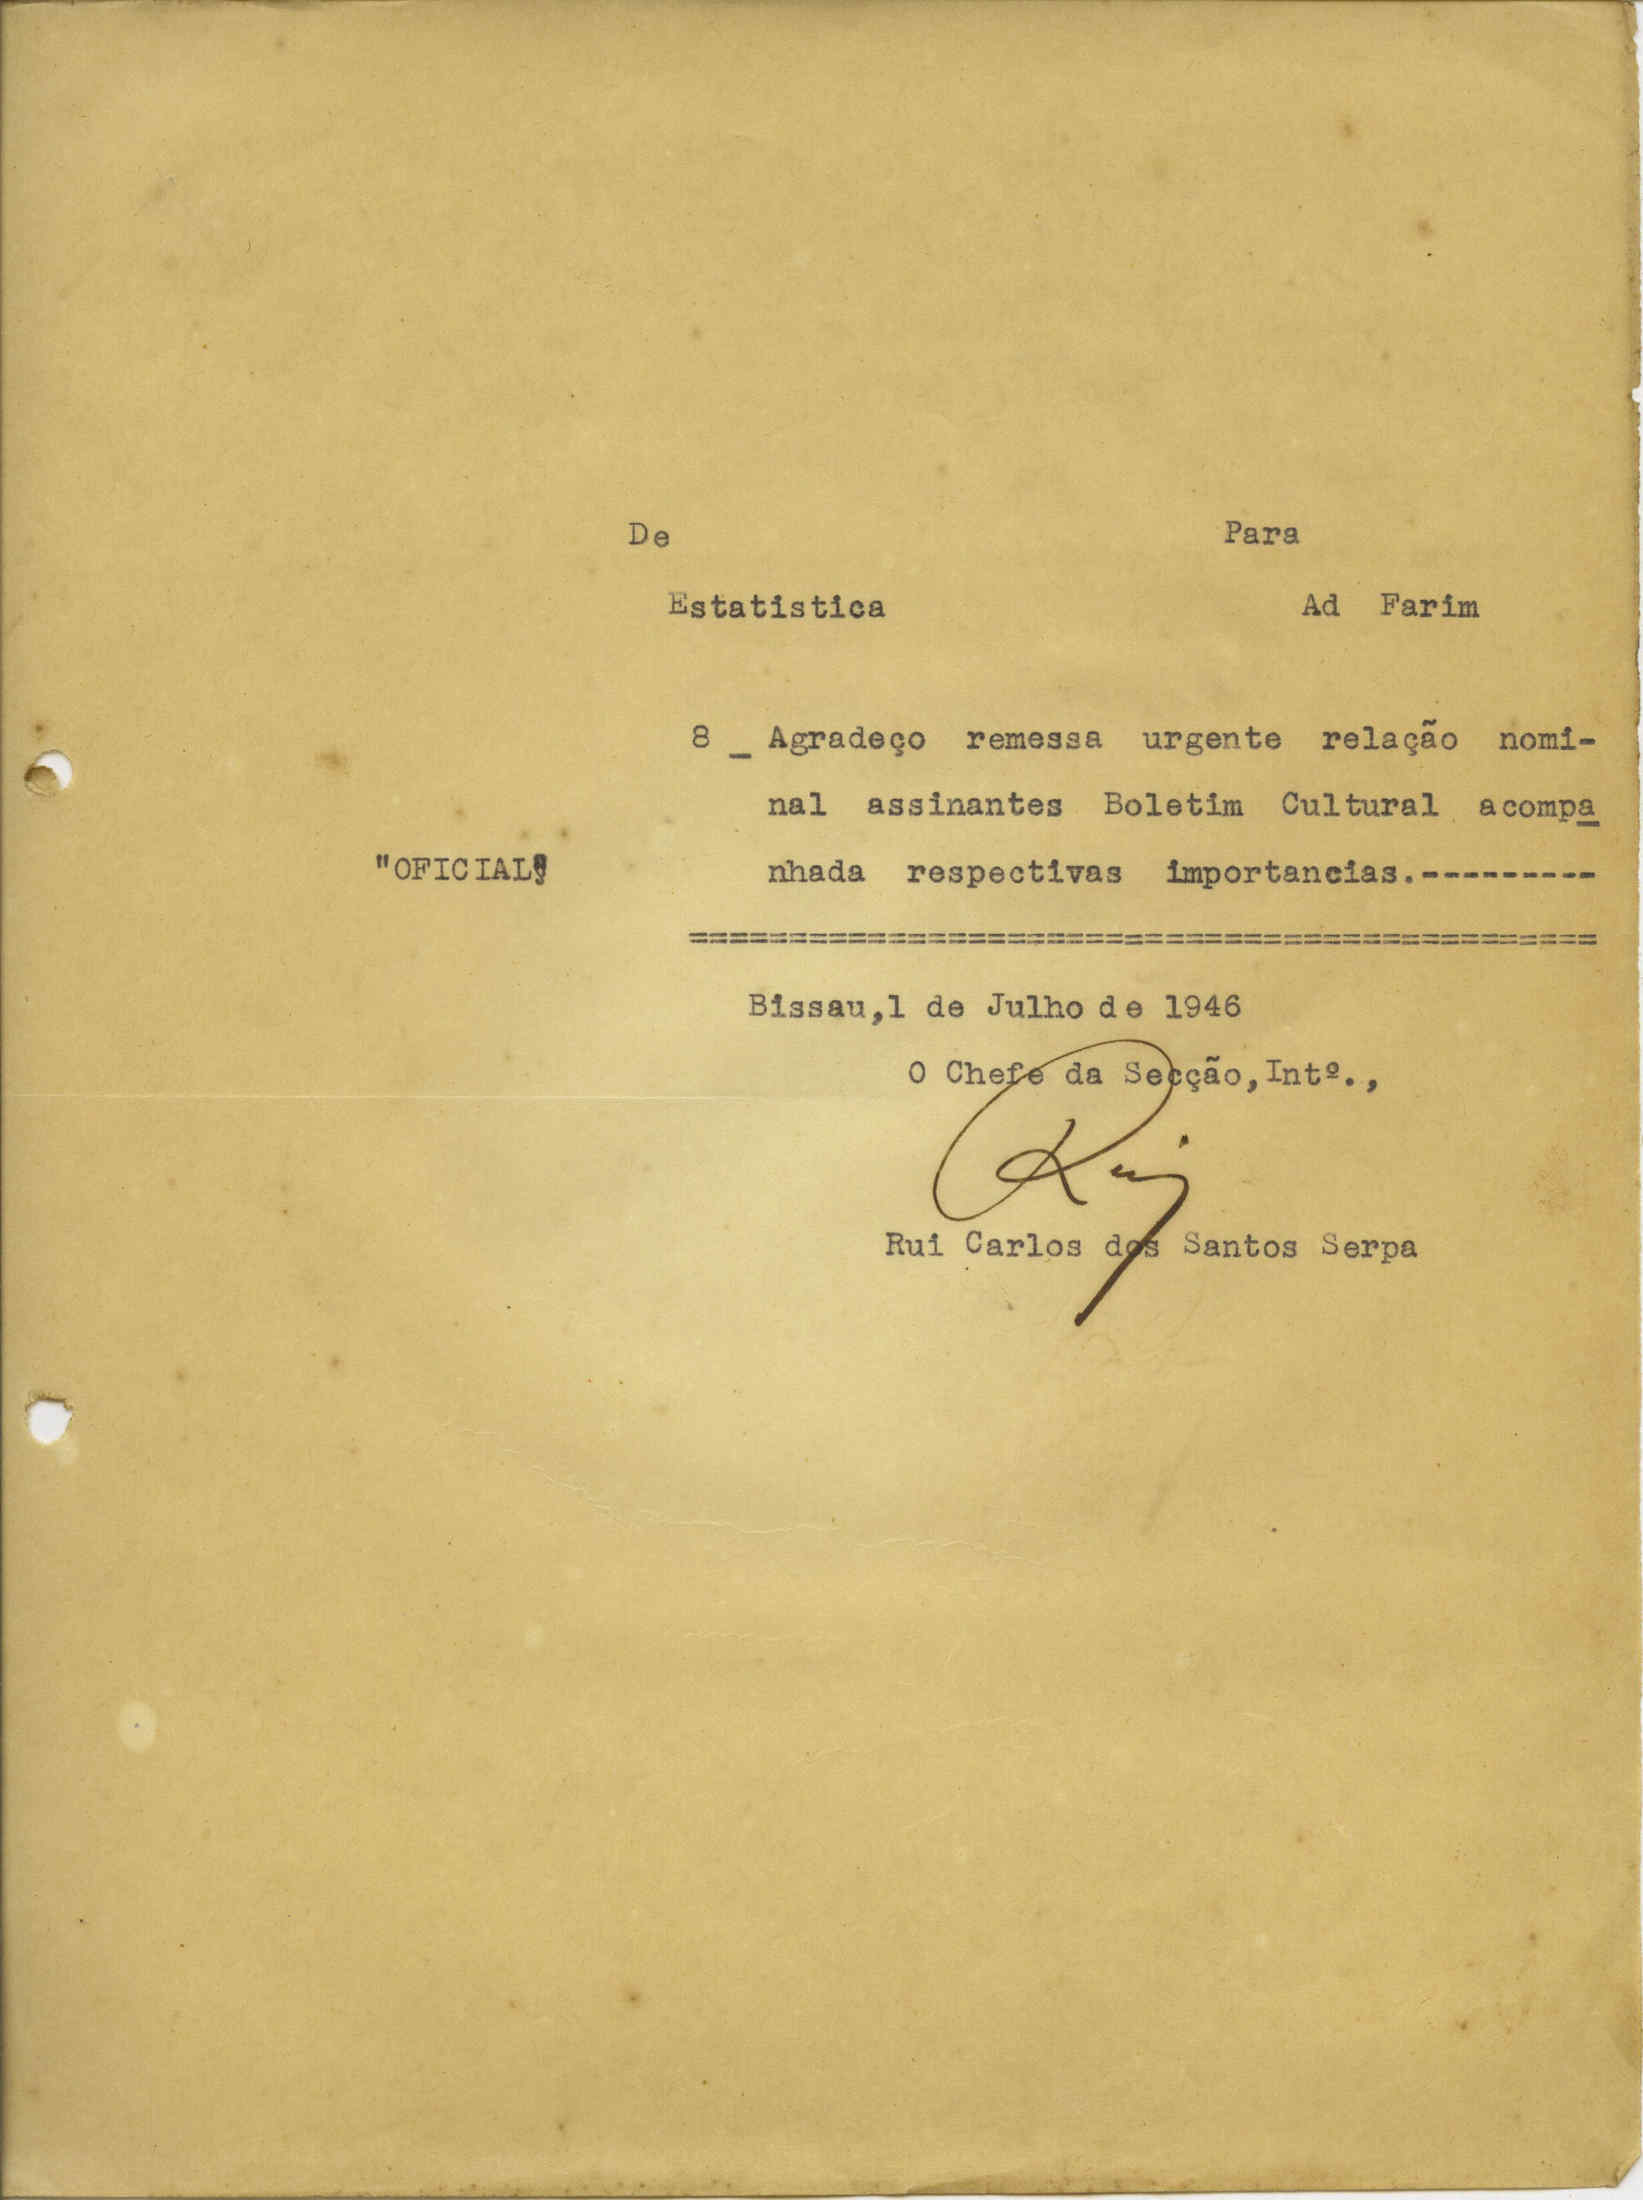 De Para
Estatistica Ad Farim
8 _ Agradeço remessa urgente relação nomi-
nal assinantes Boletim Cultural acompa
"OFICIAL" nhada respectivas importancias.---------
==============================================
Bissau,1 de Julho de 1946
O Chefe da Secção,Intº.,
Rui
Rui Carlos dos Santos Serpa